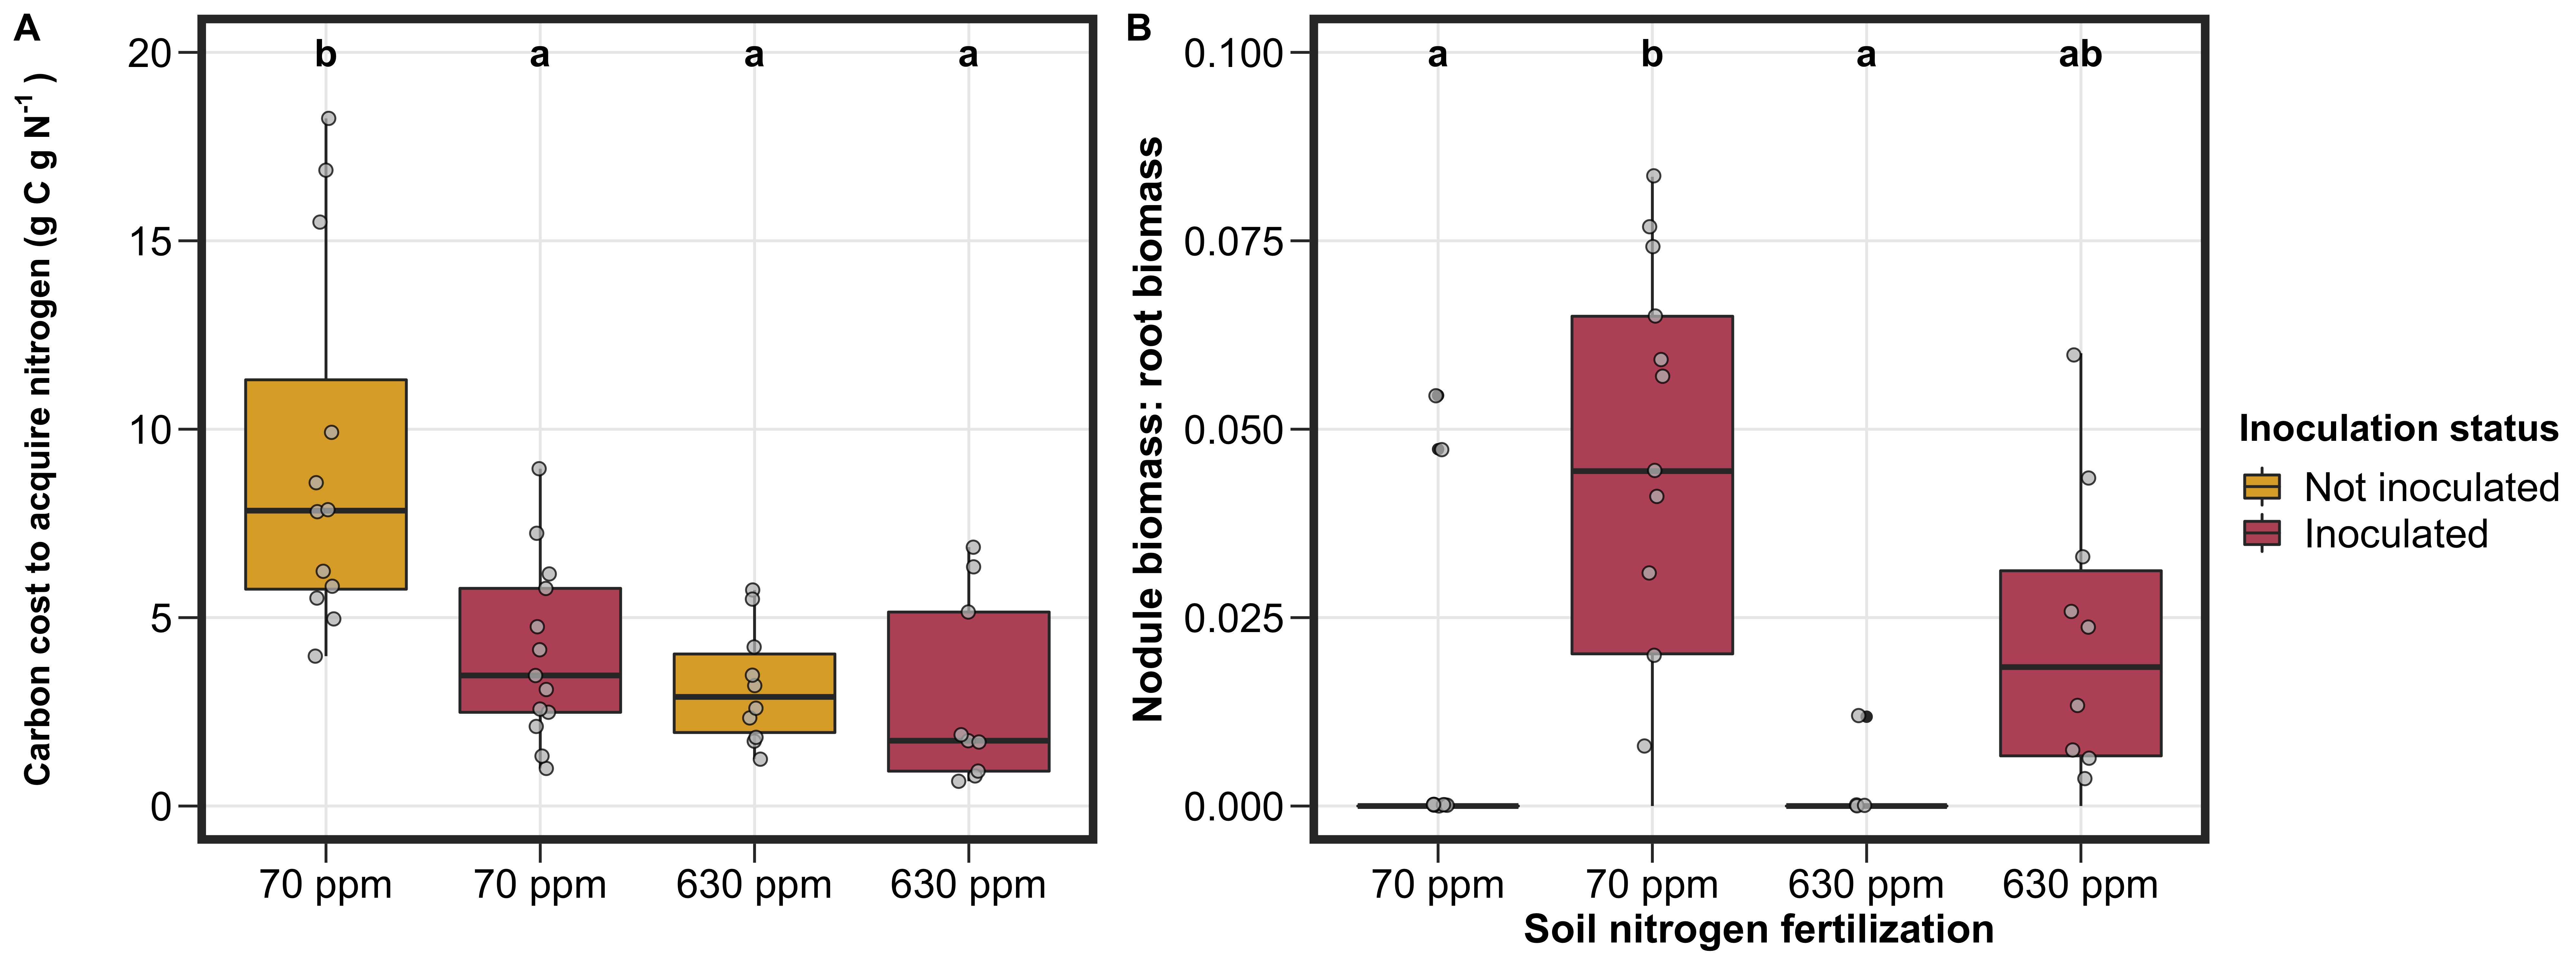 A
Carbon cost to acquire nitrogen (g C g N-1 )
20
15
10
5
0
b a a a
70 ppm 70 ppm 630 ppm 630 ppm
B
Nodule biomass: root biomass
0.100
0.075
0.050
0.025
0.000
a b a ab
70 ppm 70 ppm 630 ppm 630 ppm
Soil nitrogen fertilization
Inoculation status
Not inoculated
Inoculated